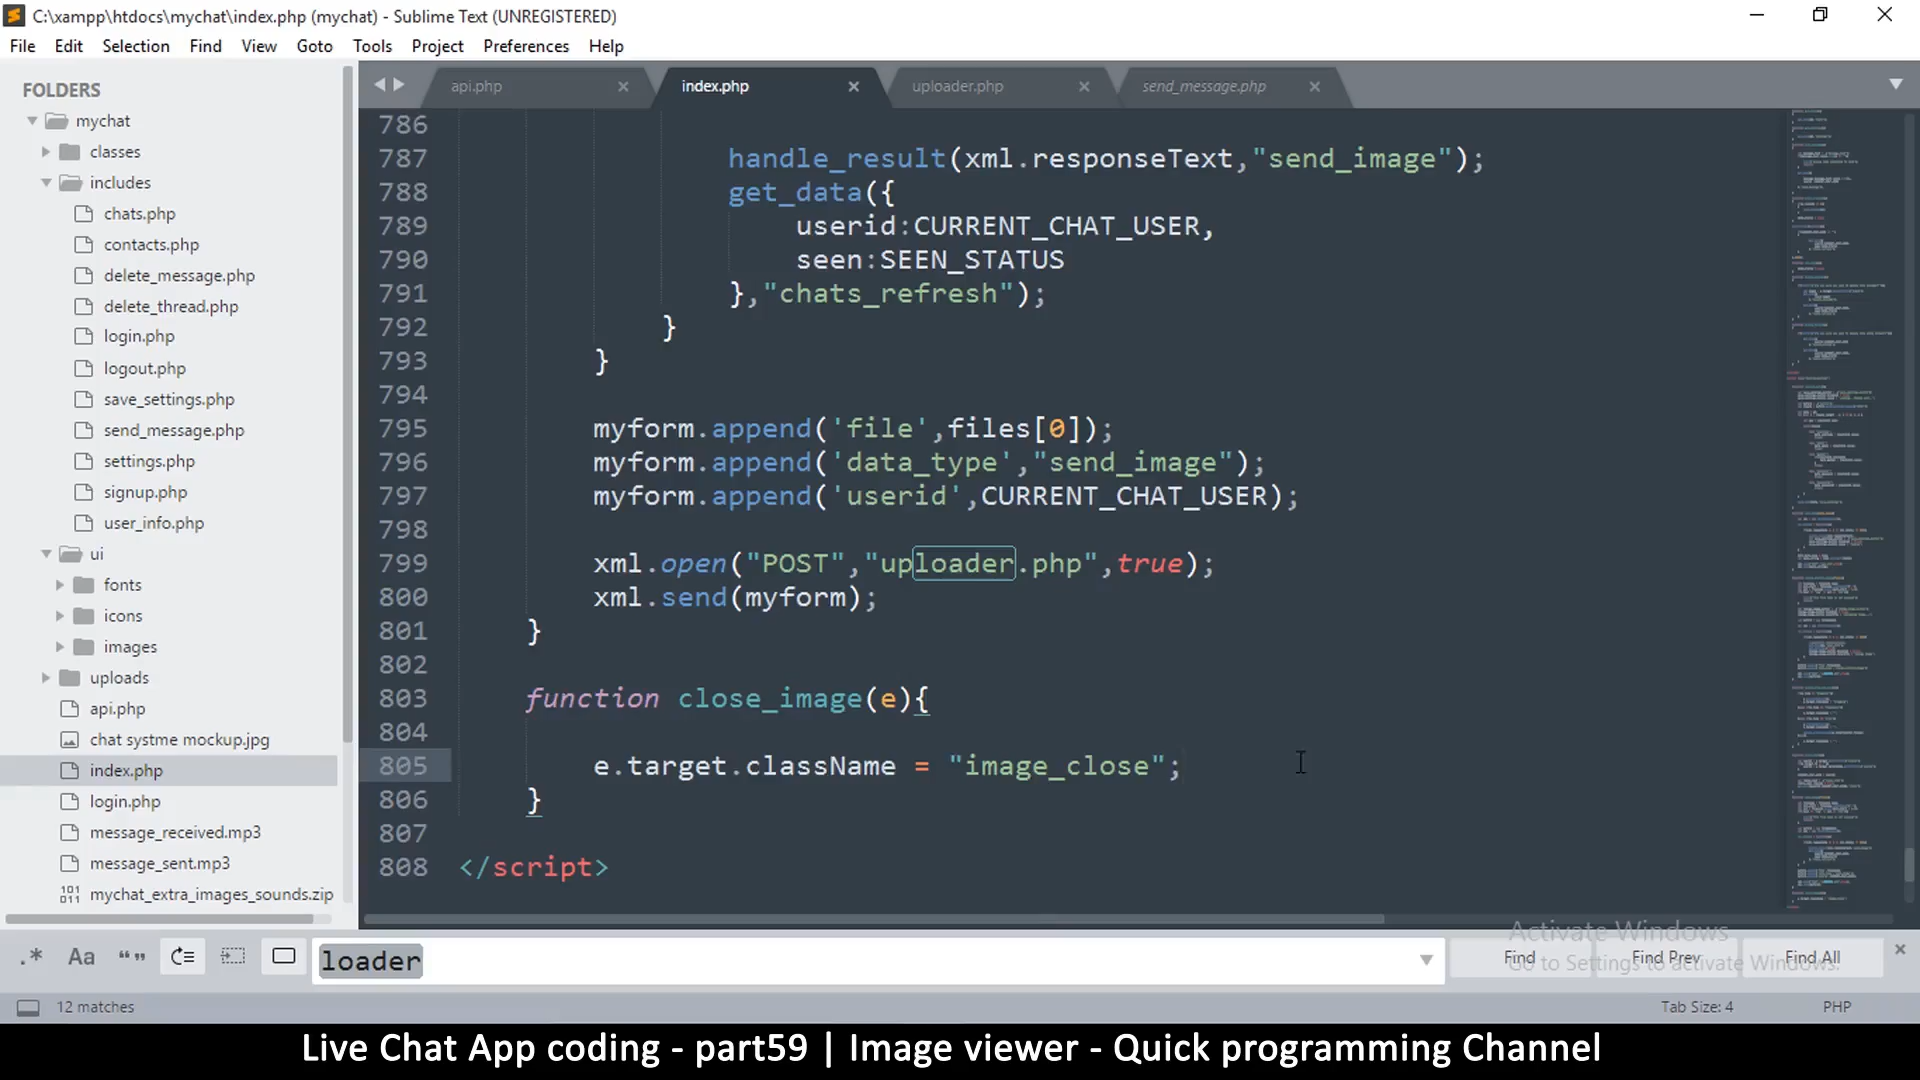 C:\xampp\htdocs\mychat\index.php (mychat) - Sublime Text (UNREGISTERED)
File Edit Selection Find View Goto Tools Project Preferences Help
FOLDERS
mychat
classes
includes
chats.php
contacts.php
delete_message.php
delete_thread.php
login.php
logout.php
save_settings.php
send_message.php
settings.php
signup.php
user_info.php
ui
fonts
icons
images
uploads
api.php
chat systme mockup.jpg
index.php
login.php
message_received.mp3
message_sent.mp3
mychat_extra_images_sounds.zip
api.php index.php uploader.php send_message.php
786
787 handle_result(xml.responseText,"send_image");
788 get_data({
789 userid:CURRENT_CHAT_USER,
790 seen:SEEN_STATUS
791 },"chats_refresh");
792 }
793 }
794
795 myform.append('file',files[0]);
796 myform.append('data_type',"send_image");
797 myform.append('userid',CURRENT_CHAT_USER);
798
799 xml.open("POST","uploader.php",true);
800 xml.send(myform);
801 }
802
803 function close_image(e){
804
805 e.target.className = "image_close";
806 }
807
808 </script>
Activate Windows
Go to Settings to activate Windows.
.* Aa “” loader Find Find Prev Find All
12 matches Tab Size: 4 PHP
Live Chat App coding - part59 | Image viewer - Quick programming Channel